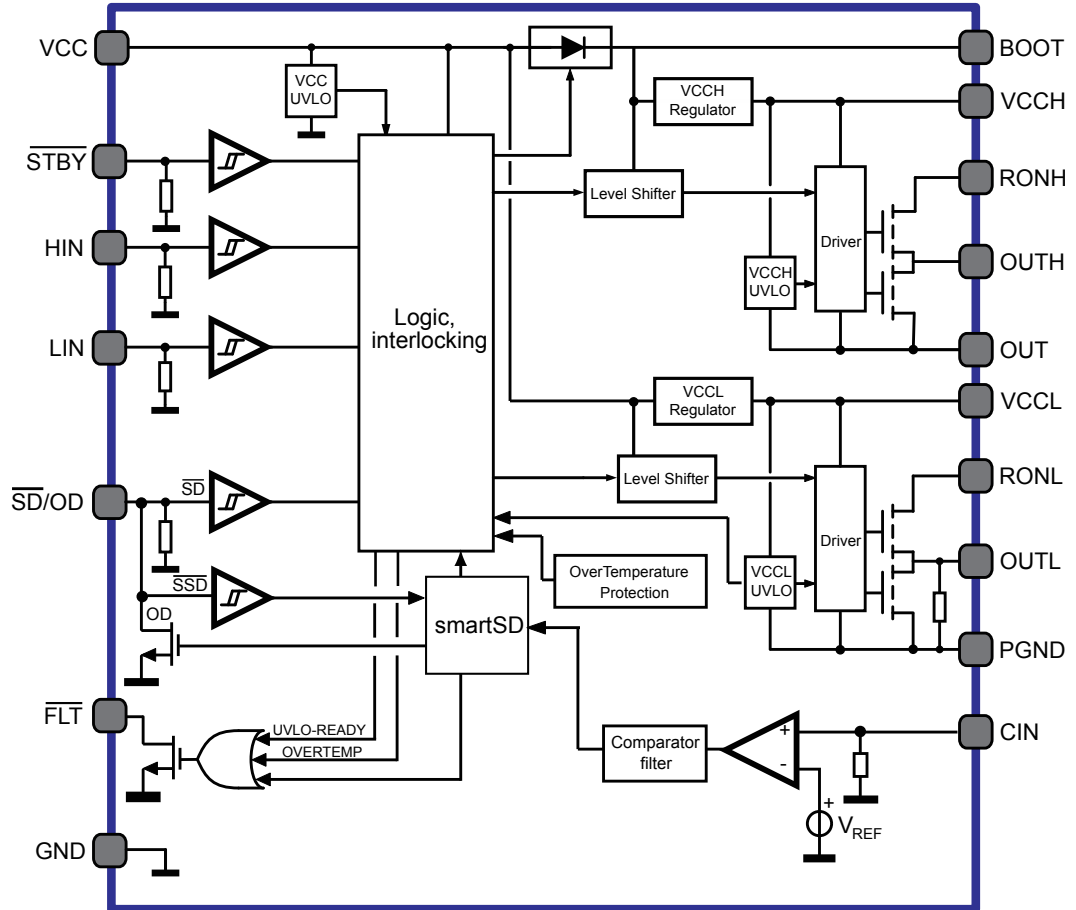 VCC
BOOT
VCC
UVLO
VCCH
Regulator
VCCH
STBY
Level Shifter
RONH
HIN
Driver
OUTH
VCCH
UVLO
Logic,
interlocking
LIN
OUT
VCCL
Regulator
VCCL
SD/OD
SD
Level Shifter
RONL
Driver
OverTemperature
Protection
VCCL
UVLO
OUTL
SSD
OD
smartSD
PGND
FLT
UVLO-READY
OVERTEMP
Comparator
filter
+
-
CIN
+
VREF
GND